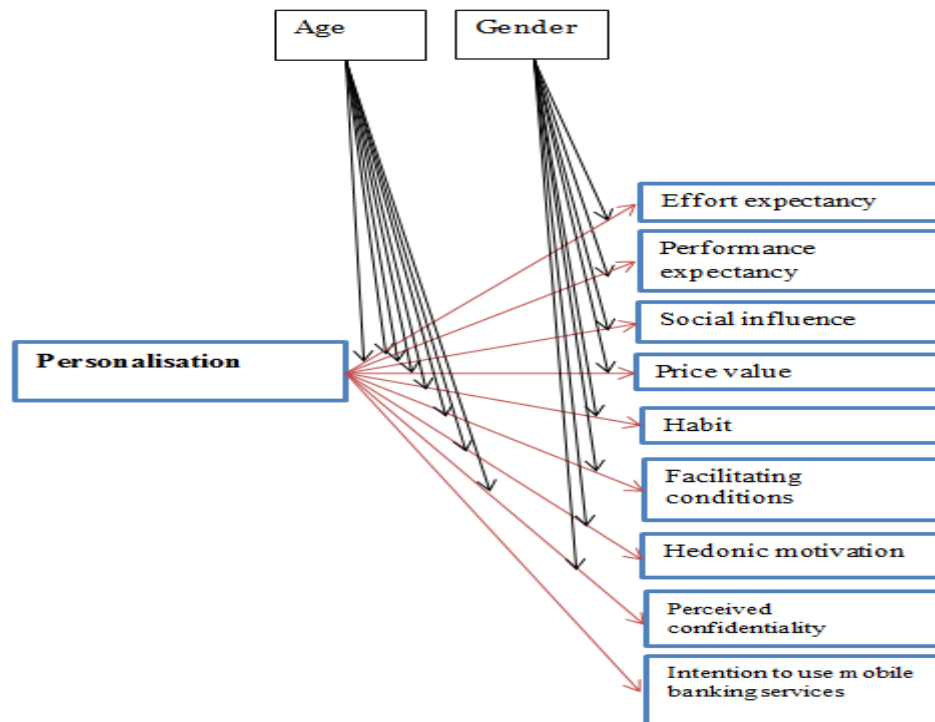 Age
Gender
Effort expectancy
Performance
expectancy
Social influence
Personalisation
Price value
Habit
Facilitating
conditions
Hedonic motivation
Perceived
confidentiality
Intention to use mobile
banking services